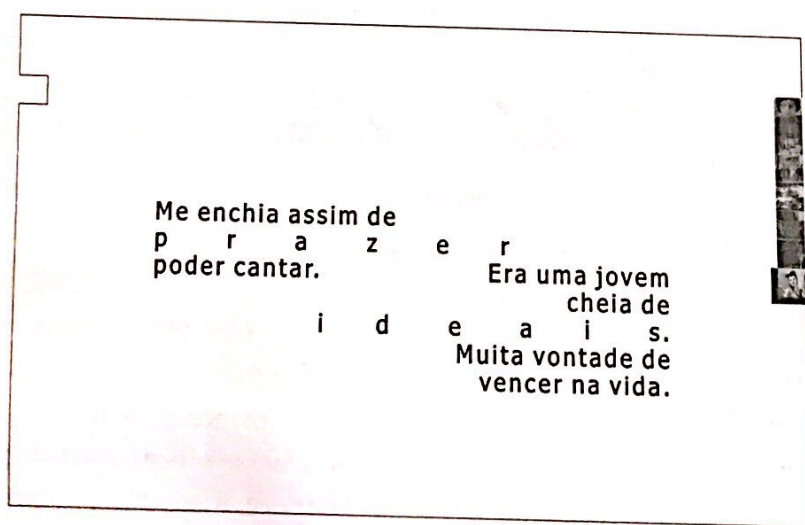 Me enchia assim de
p r a z e r
poder cantar.
Era uma jovem
cheia de
i d e a i s.
Muita vontade de
vencer na vida.